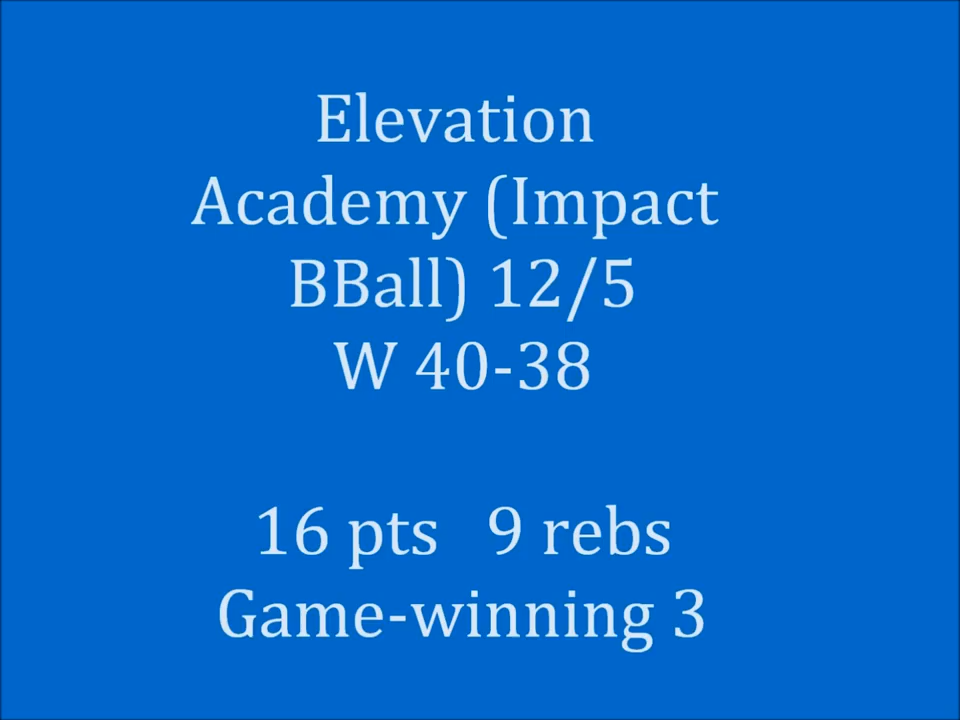 Elevation
Academy (Impact
BBall) 12/5
W 40-38
16 pts   9 rebs
Game-winning 3